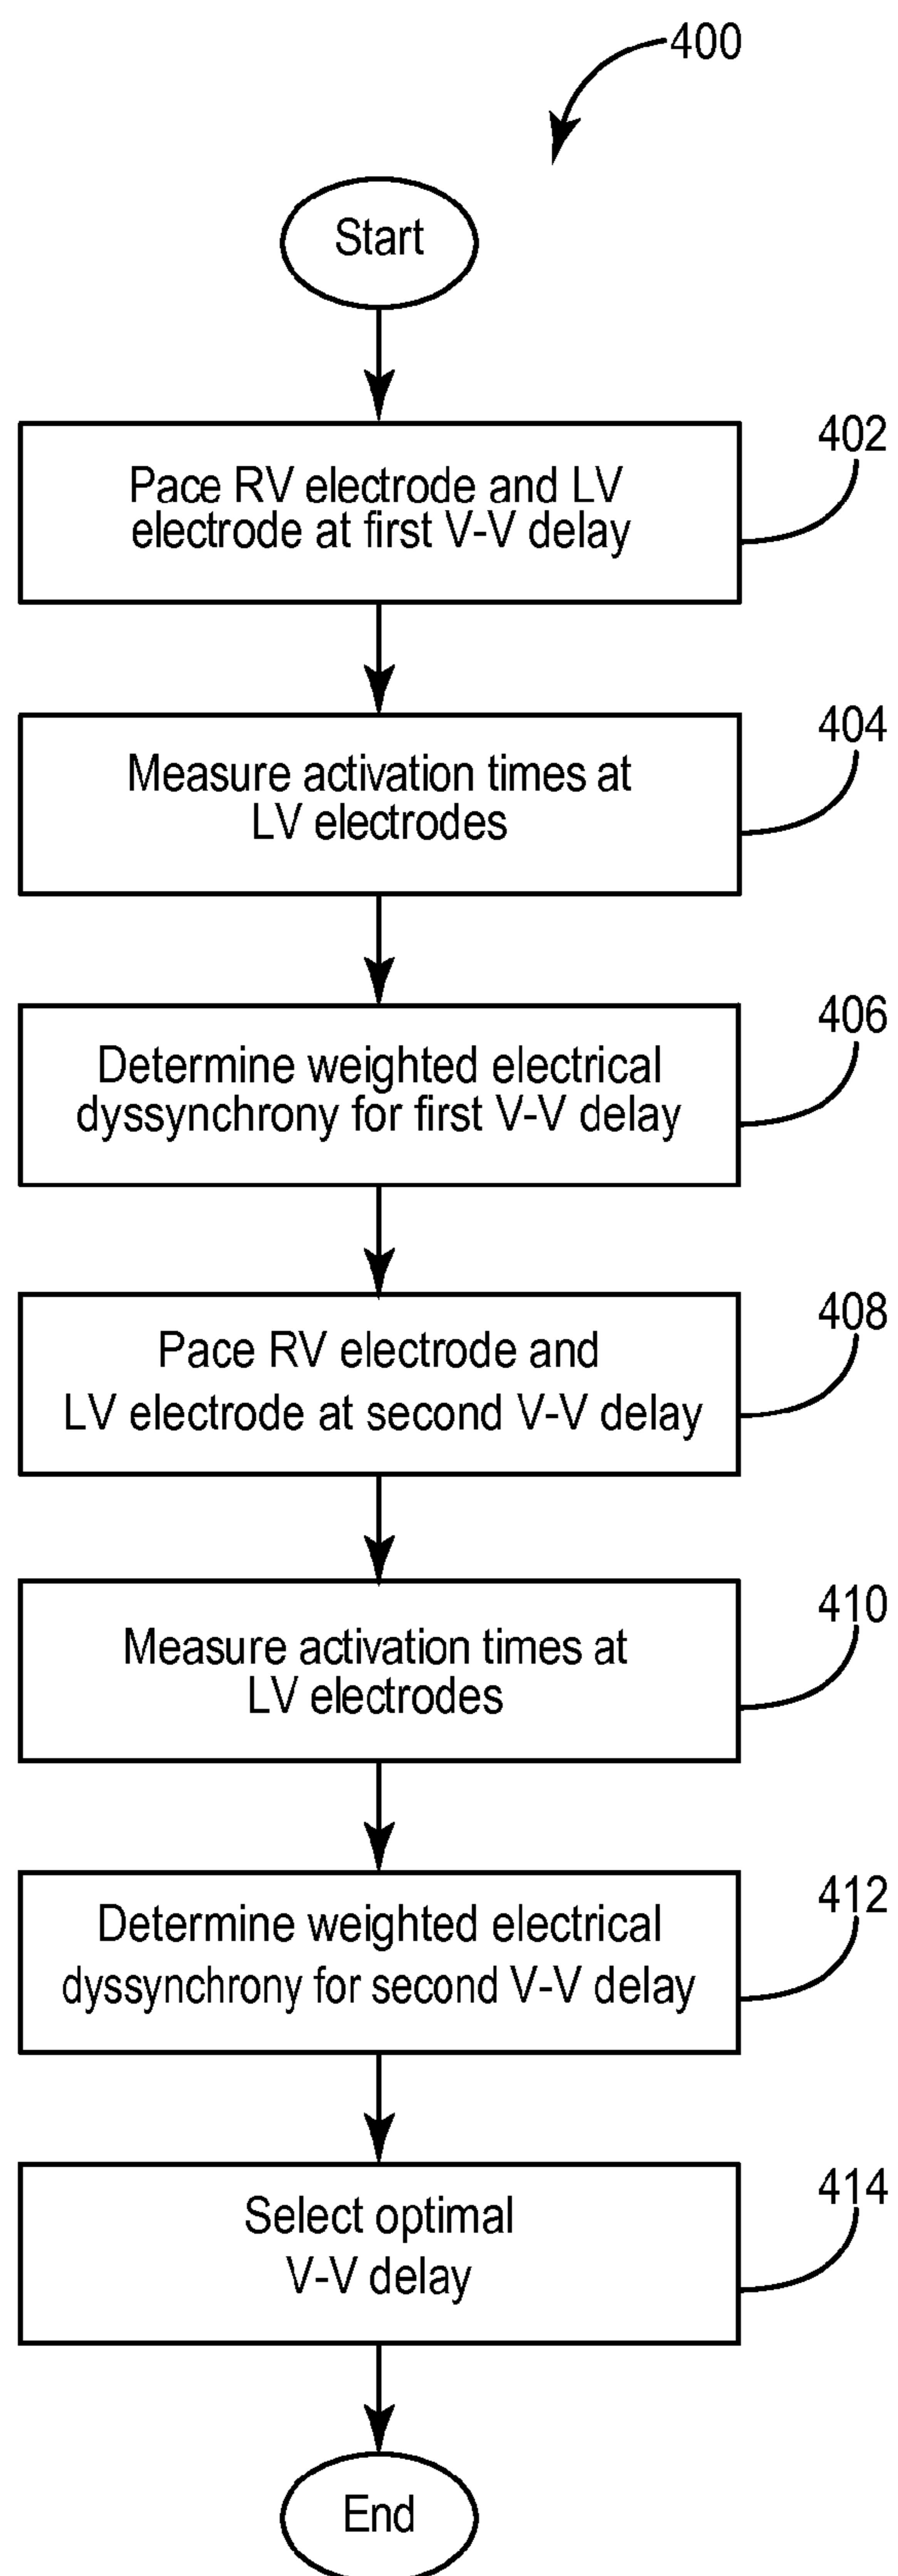 400
Start
402
Pace RV electrode and LV
electrode at first V-V delay
404
Measure activation times at
LV electrodes
406
Determine weighted electrical
dyssynchrony for first V-V delay
408
Pace RV electrode and
LV electrode at second V-V delay
410
Measure activation times at
LV electrodes
412
Determine weighted electrical
dyssynchrony for second V-V delay
414
Select optimal
V-V delay
End